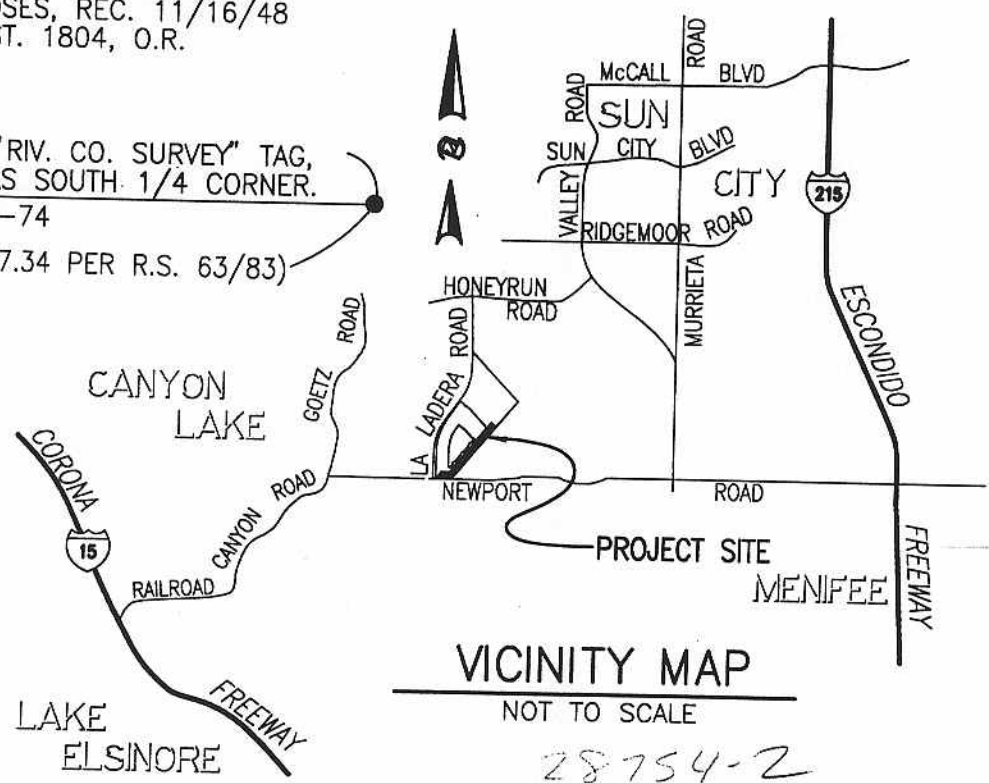 OSES, REC. 11/16/48
ST. 1804, O.R.
"RIV. CO. SURVEY" TAG,
AS SOUTH 1/4 CORNER.
-74
7.34 PER R.S. 63/83)
ROAD
McCALL BLVD
ROAD
SUN
SUN CITY BLVD
CITY
215
VALLEY
RIDGEMOOR ROAD
HONEYRUN
ROAD
MURRIETA
ROAD
ROAD
ESCONDIDO
CANYON
LAKE
GOETZ
LA LADERA
CORONA
NEWPORT ROAD
15
CANYON ROAD
PROJECT SITE
FREEWAY
RAILROAD
MENIFEE
VICINITY MAP
NOT TO SCALE
FREEWAY
LAKE
ELSINORE
28754-2